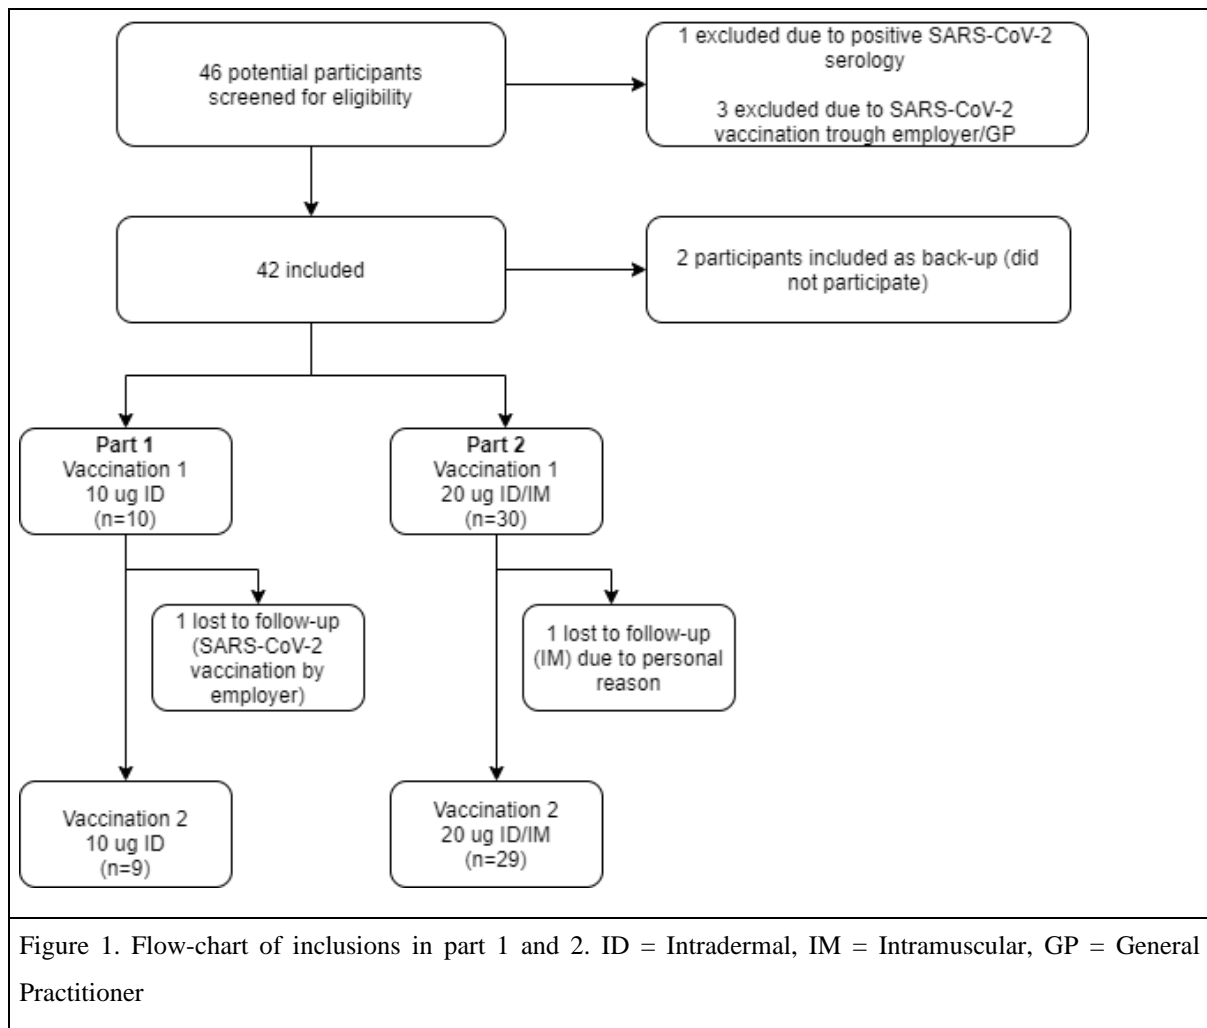 46 potential participants
screened for eligibility
1 excluded due to positive SARS-CoV-2
serology
3 excluded due to SARS-CoV-2
vaccination trough employer/GP
42 included
2 participants included as back-up (did
not participate)
Part 1
Vaccination 1
10 ug ID
(n=10)
Part 2
Vaccination 1
20 ug ID/IM
(n=30)
1 lost to follow-up
(SARS-CoV-2
vaccination by
employer)
1 lost to follow-up
(IM) due to personal
reason
Vaccination 2
10 ug ID
(n=9)
Vaccination 2
20 ug ID/IM
(n=29)
Figure 1. Flow-chart of inclusions in part 1 and 2. ID = Intradermal, IM = Intramuscular, GP = General
Practitioner